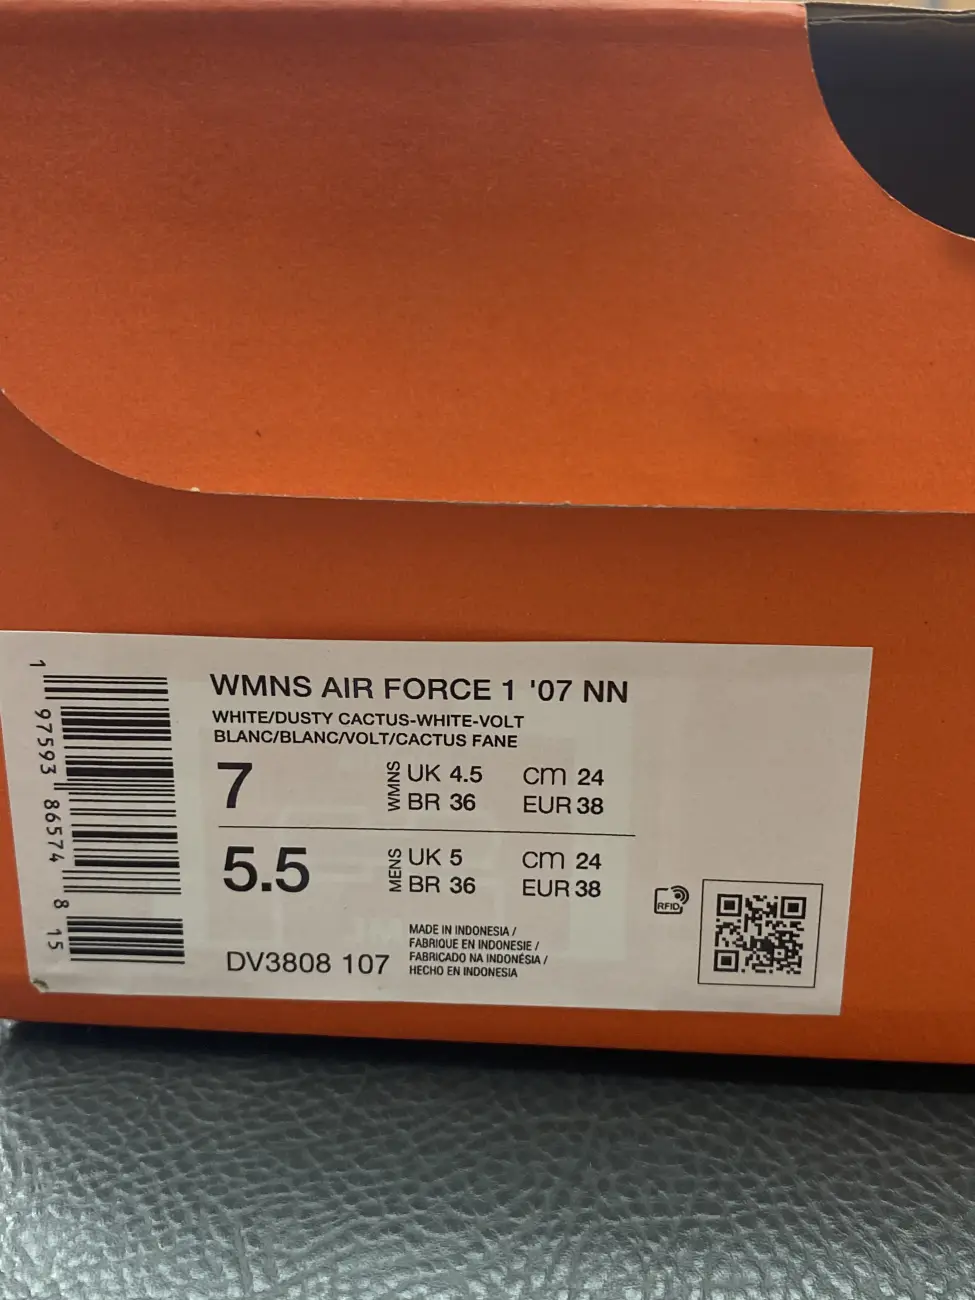 WMNS AIR FORCE 1 '07 NN
WHITE/DUSTY CACTUS-WHITE-VOLT
BLANC/BLANC/VOLT/CACTUS FANE
7
WMNS
UK 4.5
CM 24
BR 36
EUR 38
5.5
MENS
UK 5
CM 24
BR 36
EUR 38
DV3808 107
MADE IN INDONESIA /
FABRIQUE EN INDONESIE /
FABRICADO NA INDONÉSIA /
HECHO EN INDONESIA
RFID
1 97593 86574 8 15